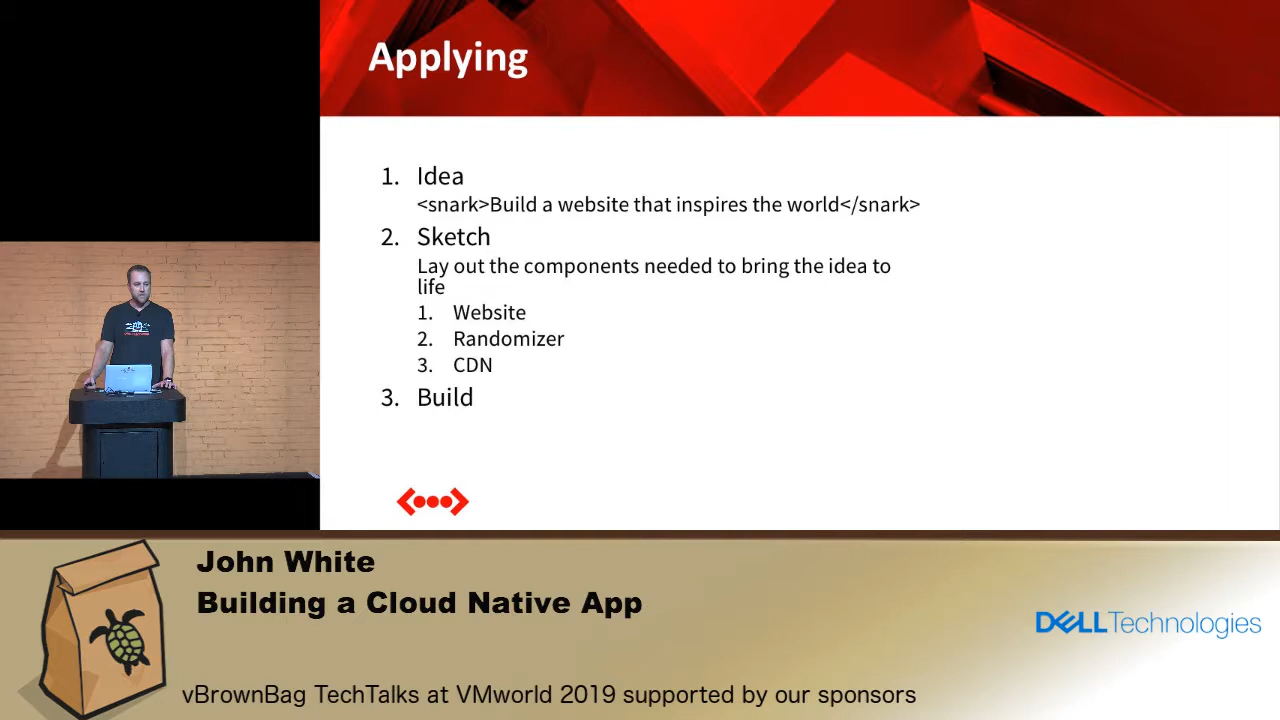 Applying
1. Idea
<snark>Build a website that inspires the world</snark>
2. Sketch
Lay out the components needed to bring the idea to
life
1. Website
2. Randomizer
3. CDN
3. Build
John White
Building a Cloud Native App
DELL Technologies
vBrownBag TechTalks at VMworld 2019 supported by our sponsors